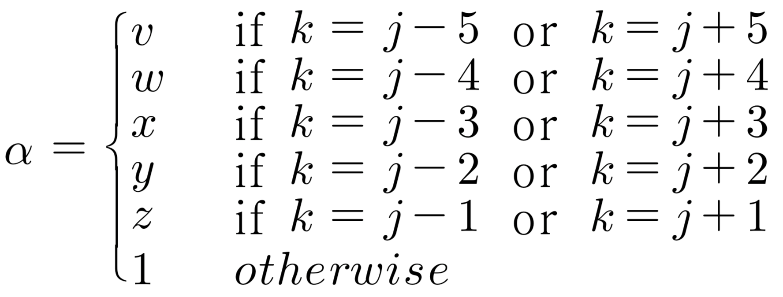 v if k = j − 5 or k = j + 5
w if k = j − 4 or k = j + 4
x if k = j − 3 or k = j + 3
α = { y if k = j − 2 or k = j + 2
z if k = j − 1 or k = j + 1
1 otherwise